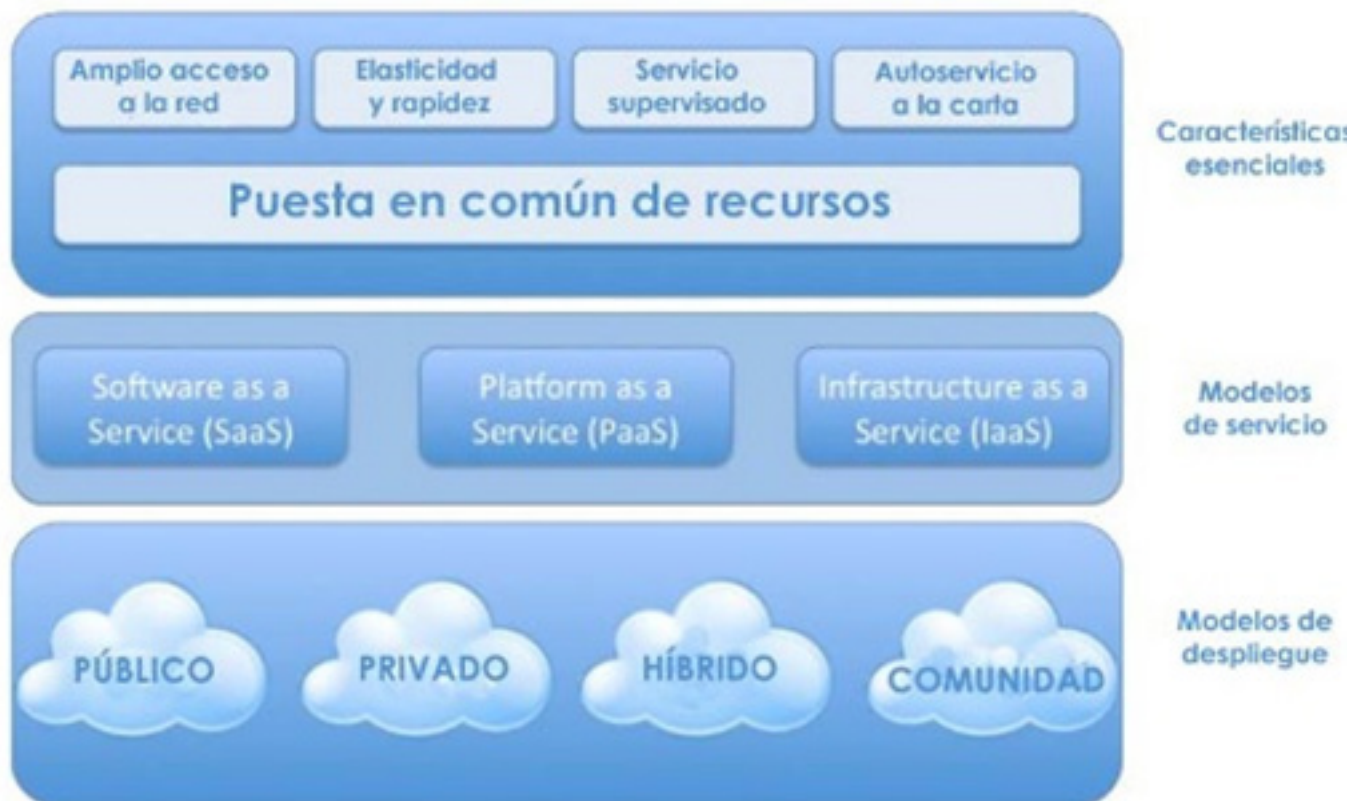 Amplio acceso
a la red
Elasticidad
y rapidez
Servicio
supervisado
Autoservicio
a la carta
Puesta en común de recursos
Característicias
esenciales
Software as a
Service (SaaS)
Platform as a
Service (PaaS)
Infrastructure as a
Service (IaaS)
Modelos
de servicio
PÚBLICO
PRIVADO
HÍBRIDO
COMUNIDAD
Modelos de
despliegue